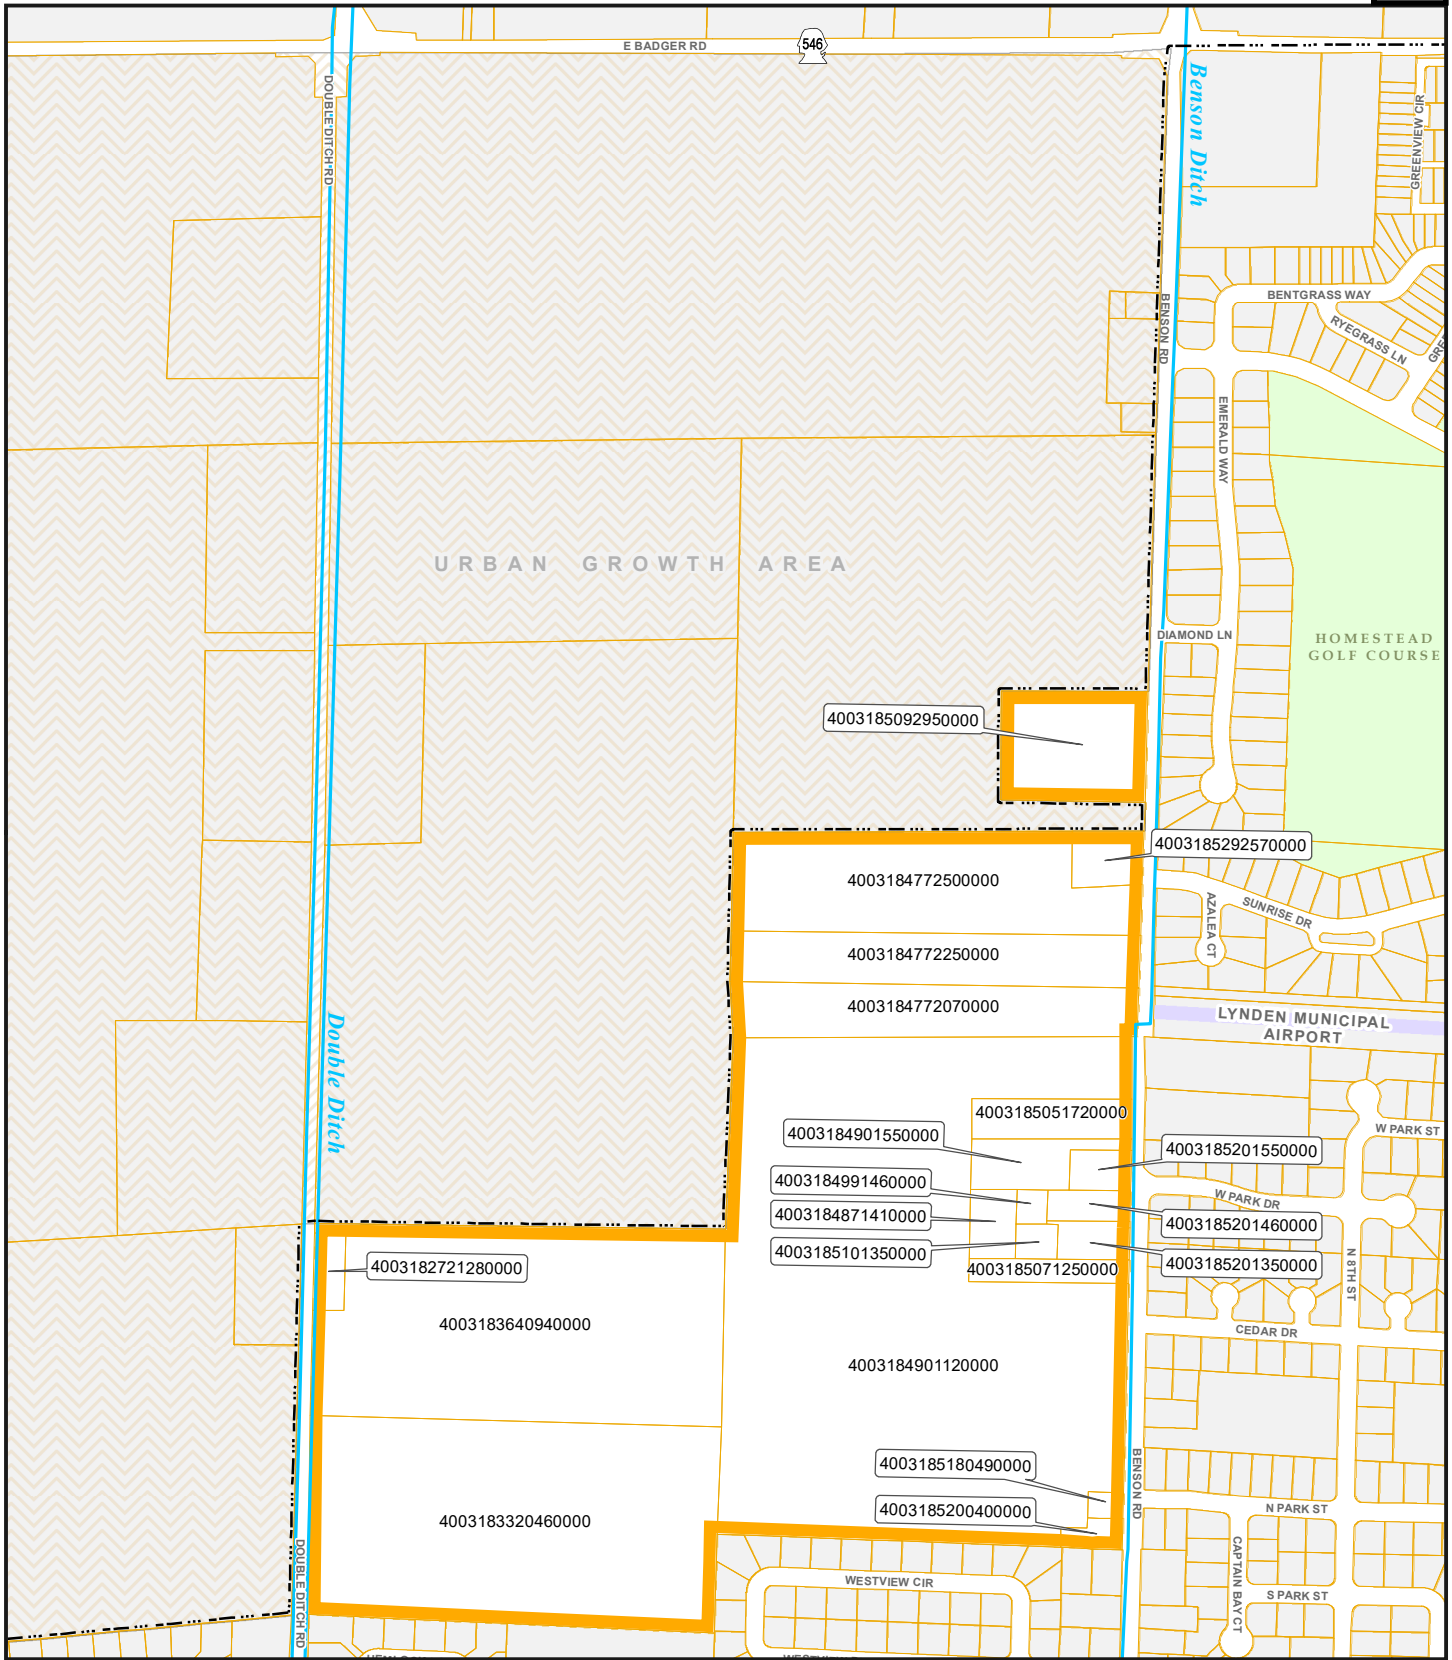 E BADGER RD
546
DOUBLE DITCH RD
Benson Ditch
GREENVIEW CIR
BENSON RD
BENTGRASS WAY
RYEGRASS LN
EMERALD WAY
URBAN GROWTH AREA
DIAMOND LN
HOMESTEAD
GOLF COURSE
4003185092950000
4003185292570000
4003184772500000
AZALEA CT
SUNRISE DR
4003184772250000
4003184772070000
LYNDEN MUNICIPAL
AIRPORT
Double Ditch
4003185051720000
W PARK ST
4003184901550000
4003185201550000
4003184991460000
W PARK DR
4003184871410000
4003185201460000
4003185101350000
4003185201350000
4003185071250000
4003182721280000
N 8TH ST
4003183640940000
CEDAR DR
4003184901120000
4003185180490000
BENSON RD
4003185200400000
N PARK ST
4003183320460000
DOUBLE DITCH RD
WESTVIEW CIR
CAPTAIN BAY CT
S PARK ST